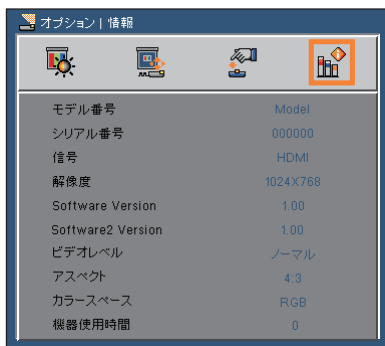 オプション | 情報
モデル番号 Model
シリアル番号 000000
信号 HDMI
解像度 1024X768
Software Version 1.00
Software2 Version 1.00
ビデオレベル ノーマル
アスペクト 4:3
カラースペース RGB
機器使用時間 0